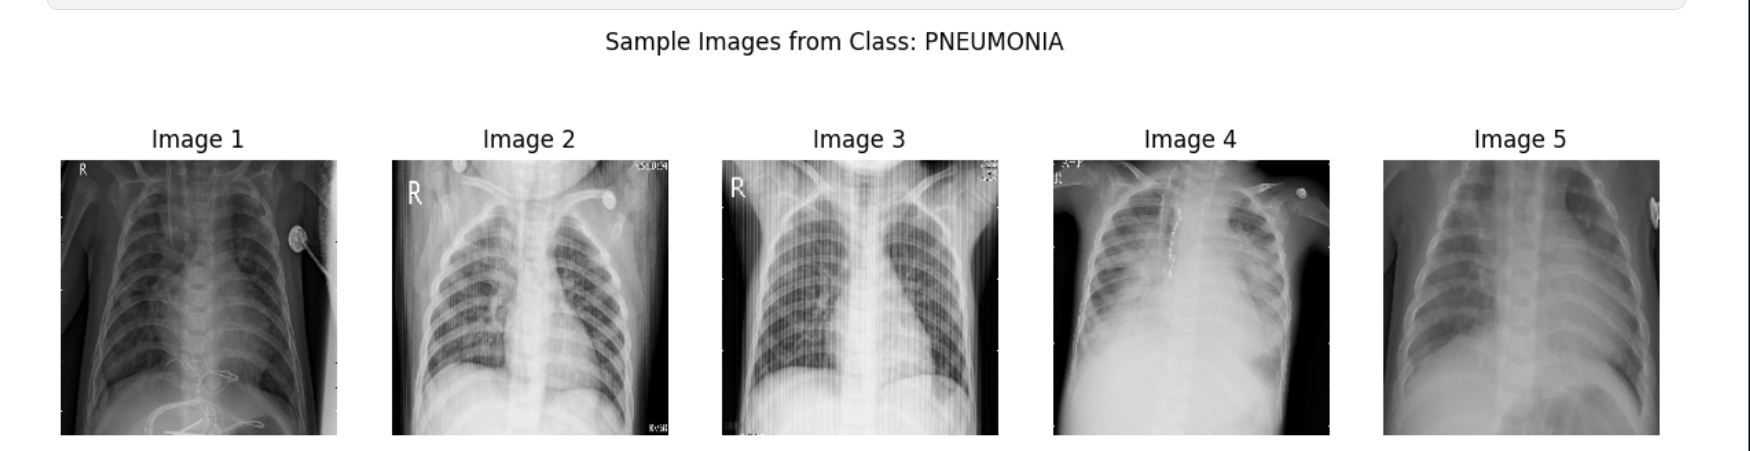 Sample Images from Class: PNEUMONIA
Image 1
Image 2
Image 3
Image 4
Image 5
R
R
R